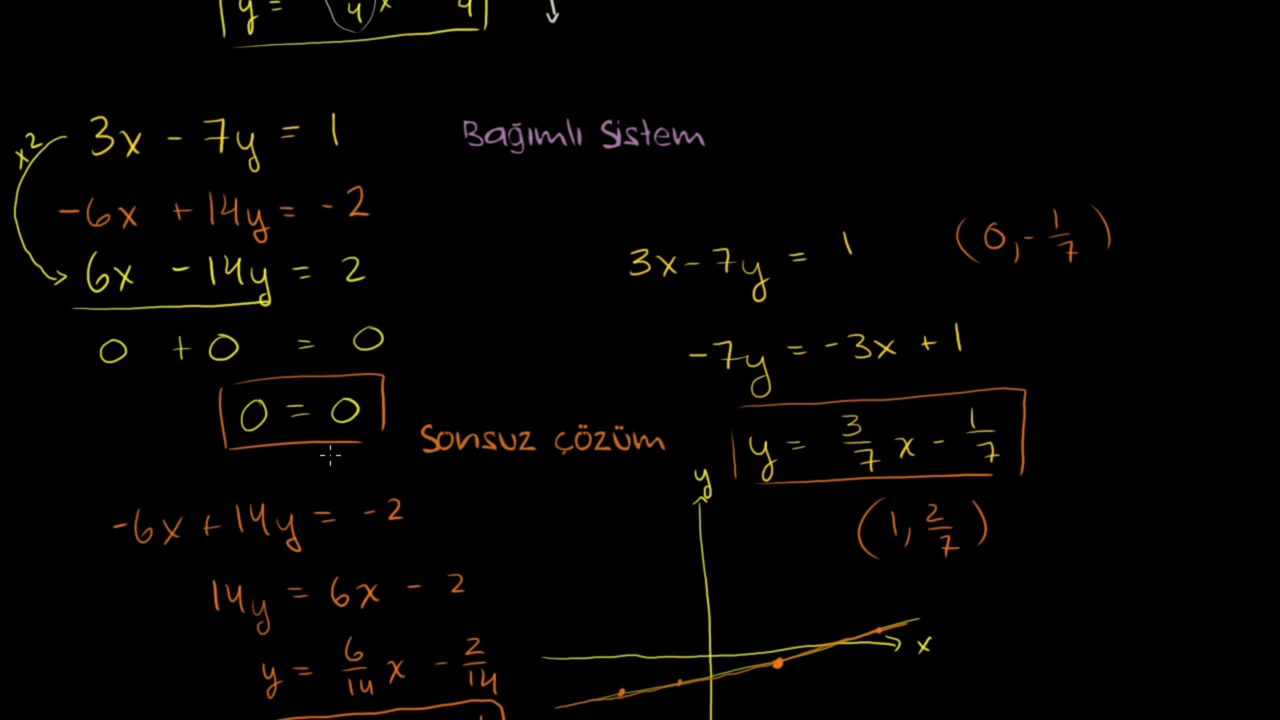 y = 4 x 9
x2
3x - 7y = 1
Bağımlı Sistem
-6x + 14y = -2
6x - 14y = 2
0 + 0 = 0
0 = 0
Sonsuz çözüm
3x - 7y = 1
(0, -1/7)
-7y = -3x + 1
y = 3/7 x - 1/7
(1, 2/7)
-6x + 14y = -2
14y = 6x - 2
y = 6/14 x - 2/14
y
x